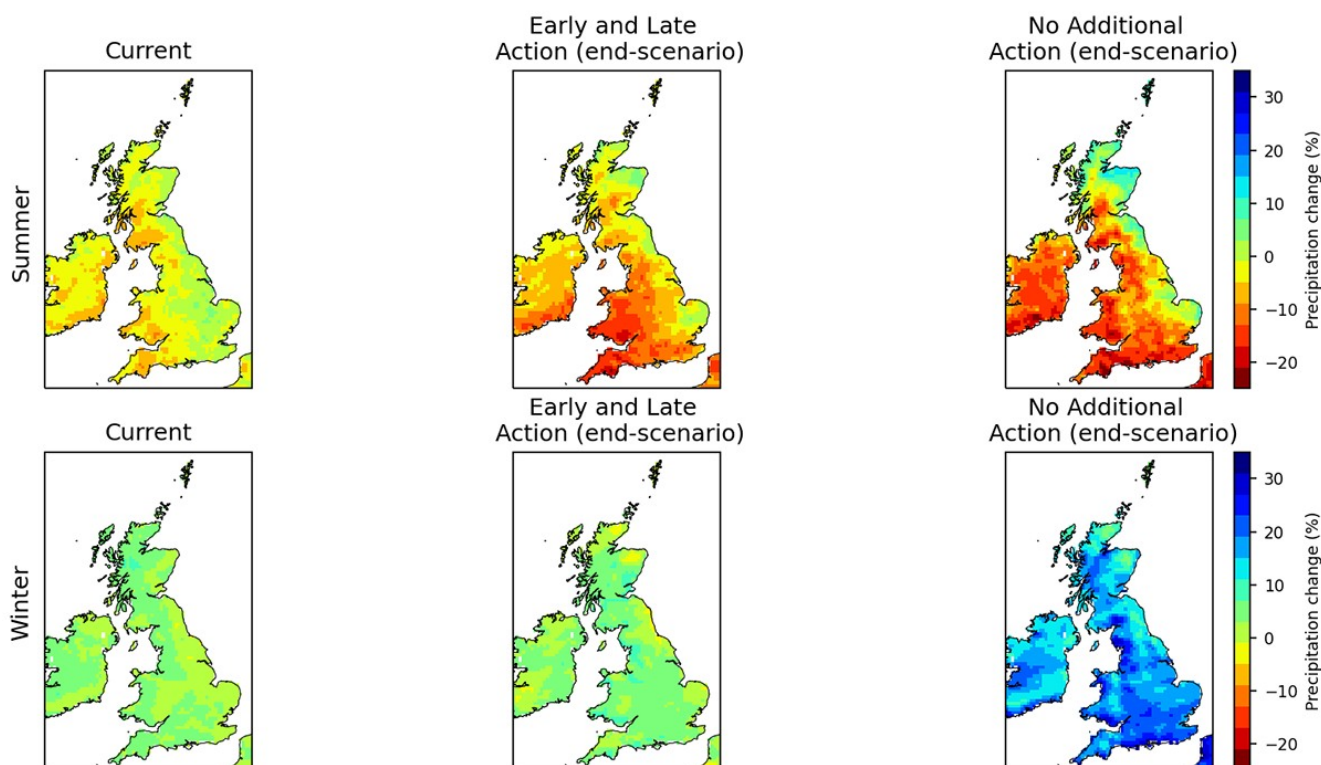 Current
Early and Late
Action (end-scenario)
No Additional
Action (end-scenario)
Summer
30
20
10
0
−10
−20
Precipitation change (%)
Current
Early and Late
Action (end-scenario)
No Additional
Action (end-scenario)
Winter
30
20
10
0
−10
−20
Precipitation change (%)